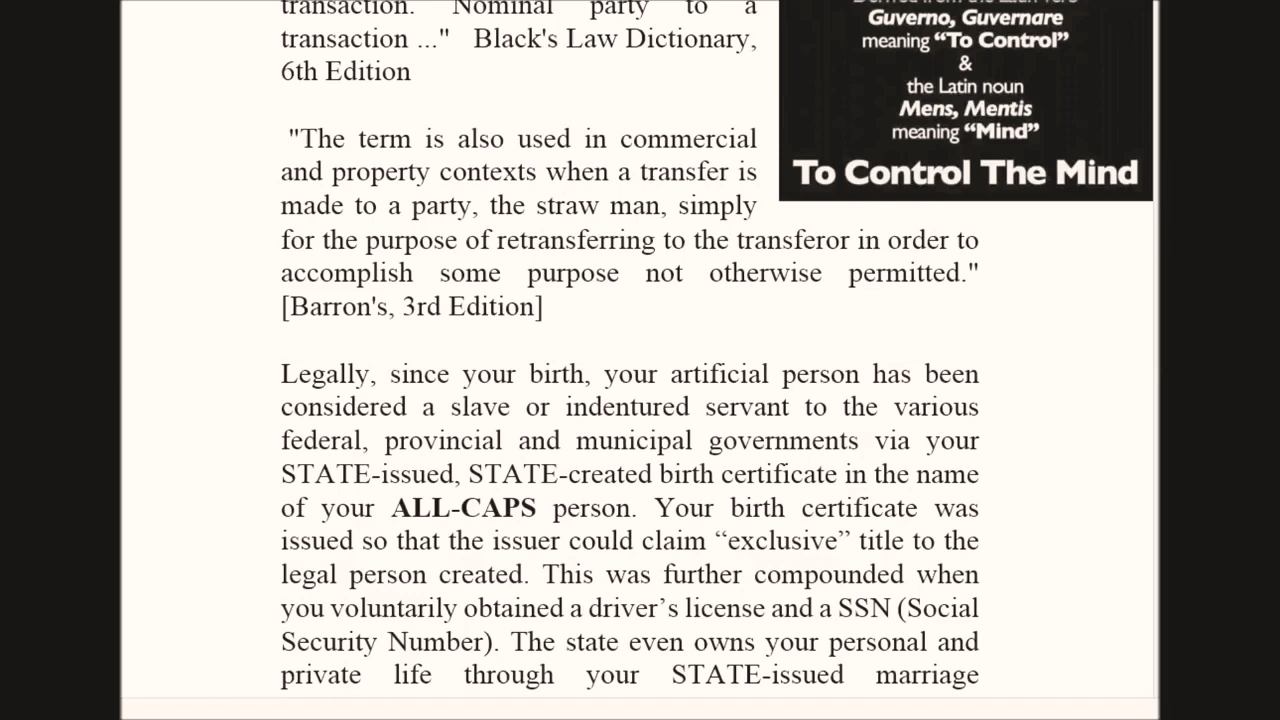 transaction. Nominal party to a
transaction ..." Black's Law Dictionary,
6th Edition
"The term is also used in commercial
and property contexts when a transfer is
made to a party, the straw man, simply
for the purpose of retransferring to the transferor in order to
accomplish some purpose not otherwise permitted."
[Barron's, 3rd Edition]
Legally, since your birth, your artificial person has been
considered a slave or indentured servant to the various
federal, provincial and municipal governments via your
STATE-issued, STATE-created birth certificate in the name
of your ALL-CAPS person. Your birth certificate was
issued so that the issuer could claim “exclusive” title to the
legal person created. This was further compounded when
you voluntarily obtained a driver’s license and a SSN (Social
Security Number). The state even owns your personal and
private life through your STATE-issued marriage
Guverno, Guvernare
meaning “To Control”
&
the Latin noun
Mens, Mentis
meaning “Mind”
To Control The Mind